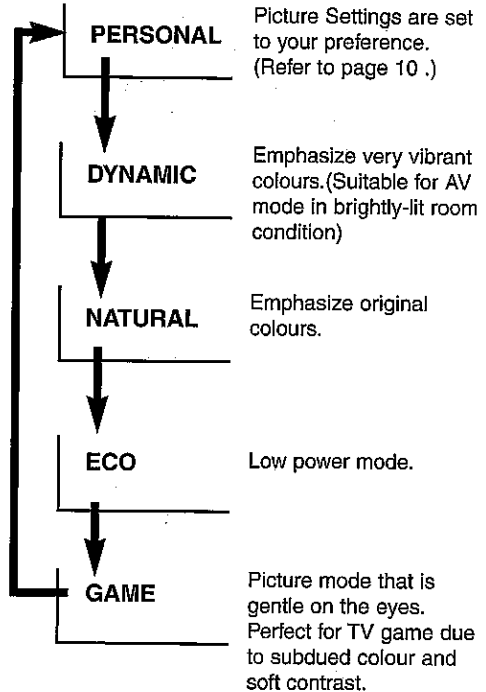 PERSONAL
Picture Settings are set
to your preference.
(Refer to page 10 .)
DYNAMIC
Emphasize very vibrant
colours.(Suitable for AV
mode in brightly-lit room
condition)
NATURAL
Emphasize original
colours.
ECO
Low power mode.
GAME
Picture mode that is
gentle on the eyes.
Perfect for TV game due
to subdued colour and
soft contrast.